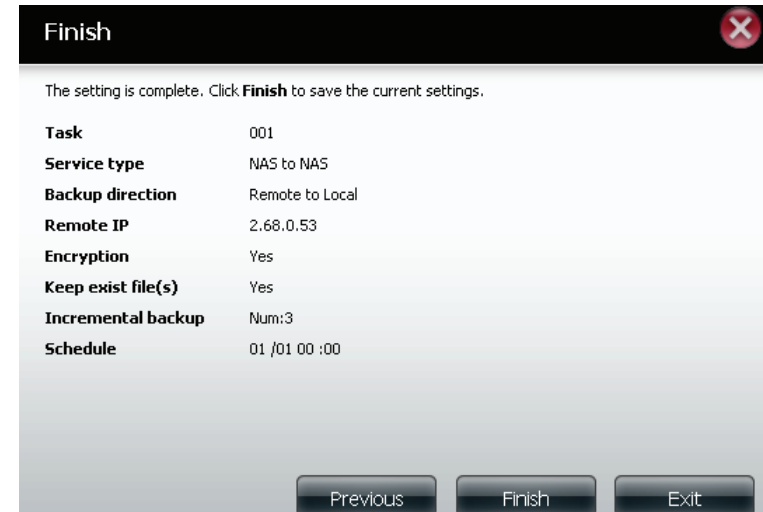 Finish
The setting is complete. Click Finish to save the current settings.
Task 001
Service type NAS to NAS
Backup direction Remote to Local
Remote IP 2.68.0.53
Encryption Yes
Keep exist file(s) Yes
Incremental backup Num:3
Schedule 01 /01 00 :00
Previous Finish Exit